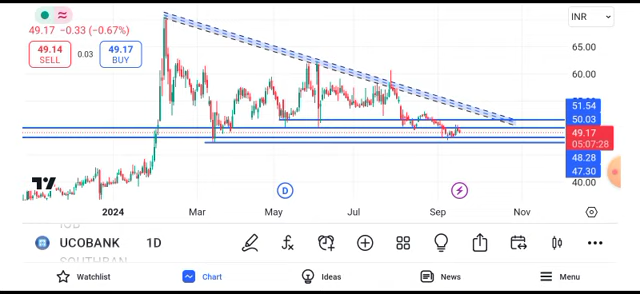 INR
49.17 −0.33 (−0.67%)
49.14
SELL
0.03
49.17
BUY
65.00
60.00
51.54
50.03
49.17
05:07:28
48.28
47.30
40.00
D
2024 Mar May Jul Sep Nov
UCOBANK 1D
Watchlist Chart Ideas News Menu